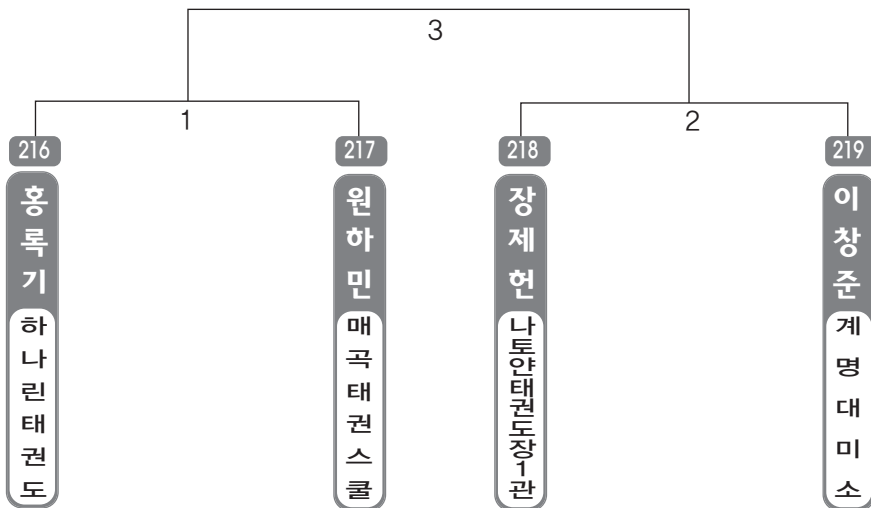 3
1
2
216
217
218
219
홍록기
원하민
장제헌
이창준
하나린태권도
매곡태권스쿨
나토얀태권도장1관
계명대미소